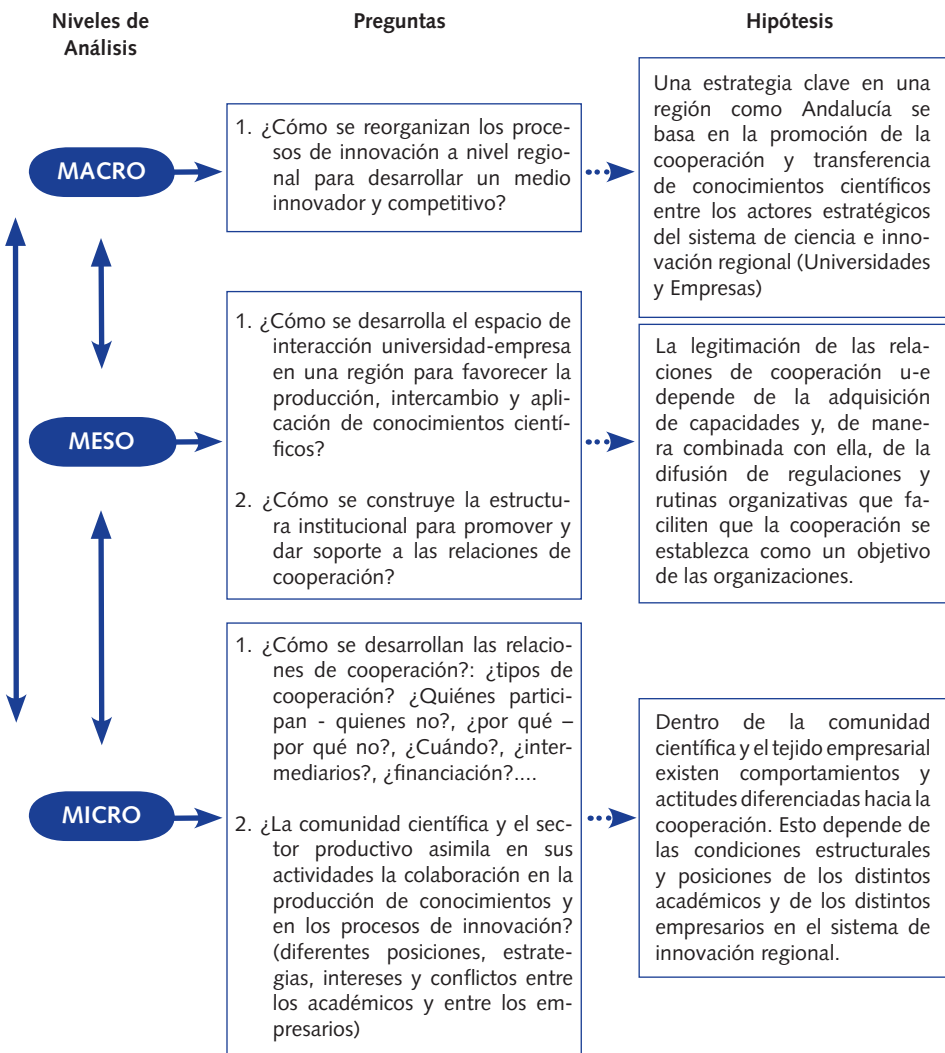 Niveles de
Análisis
Preguntas
Hipótesis
MACRO
1. ¿Cómo se reorganizan los proce-
sos de innovación a nivel regio-
nal para desarrollar un medio
innovador y competitivo?
Una estrategia clave en una
región como Andalucía se
basa en la promoción de la
cooperación y transferencia
de conocimientos científicos
entre los actores estratégicos
del sistema de ciencia e inno-
vación regional (Universidades
y Empresas)
MESO
1. ¿Cómo se desarrolla el espacio de
interacción universidad-empresa
en una región para favorecer la
producción, intercambio y apli-
cación de conocimientos cientí-
ficos?
2. ¿Cómo se construye la estructu-
ra institucional para promover y
dar soporte a las relaciones de
cooperación?
La legitimación de las rela-
ciones de cooperación u-e
depende de la adquisición
de capacidades y, de mane-
ra combinada con ella, de la
difusión de regulaciones y
rutinas organizativas que fa-
ciliten que la cooperación se
establezca como un objetivo
de las organizaciones.
MICRO
1. ¿Cómo se desarrollan las relacio-
nes de cooperación?: ¿tipos de
cooperación? ¿Quiénes partici-
pan - quienes no?, ¿por qué –
por qué no?, ¿Cuándo?, ¿inter-
mediarios?, ¿financiación?....
2. ¿La comunidad científica y el sec-
tor productivo asimila en sus
actividades la colaboración en la
producción de conocimientos y
en los procesos de innovación?
(diferentes posiciones, estrate-
gias, intereses y conflictos entre
los académicos y entre los em-
presarios)
Dentro de la comunidad
científica y el tejido empresarial
existen comportamientos y
actitudes diferenciadas hacia la
cooperación. Esto depende de
las condiciones estructurales
y posiciones de los distintos
académicos y de los distintos
empresarios en el sistema de
innovación regional.